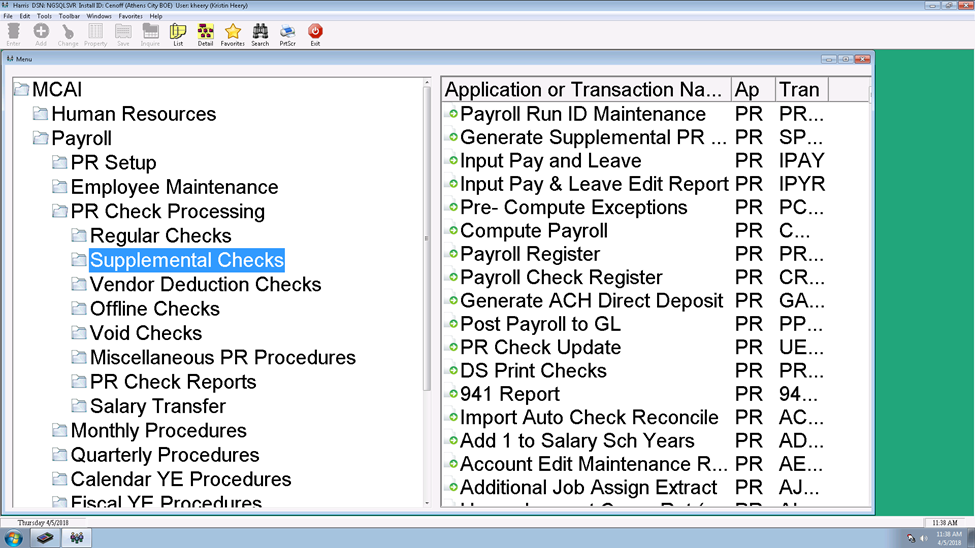 Harris DSN: NGSQLSVR Install ID: Cenoff (Athens City BOE) User: kheery (Kristin Heery)
File Edit Tools Toolbar Windows Favorites Help
Enter Add Change Property Save Inquire List Detail Favorites Search PrtScr Exit
Menu
MCAI
Human Resources
Payroll
PR Setup
Employee Maintenance
PR Check Processing
Regular Checks
Supplemental Checks
Vendor Deduction Checks
Offline Checks
Void Checks
Miscellaneous PR Procedures
PR Check Reports
Salary Transfer
Monthly Procedures
Quarterly Procedures
Calendar YE Procedures
Fiscal YE Procedures
Application or Transaction Na... Ap Tran
Payroll Run ID Maintenance PR PR...
Generate Supplemental PR ... PR SP...
Input Pay and Leave PR IPAY
Input Pay & Leave Edit Report PR IPYR
Pre- Compute Exceptions PR PC...
Compute Payroll PR C...
Payroll Register PR PR...
Payroll Check Register PR CR...
Generate ACH Direct Deposit PR GA...
Post Payroll to GL PR PP...
PR Check Update PR UE...
DS Print Checks PR PR...
941 Report PR 94...
Import Auto Check Reconcile PR AC...
Add 1 to Salary Sch Years PR AD...
Account Edit Maintenance R... PR AE...
Additional Job Assign Extract PR AJ...
Thursday 4/5/2018 11:38 AM
11:38 AM
4/5/2018